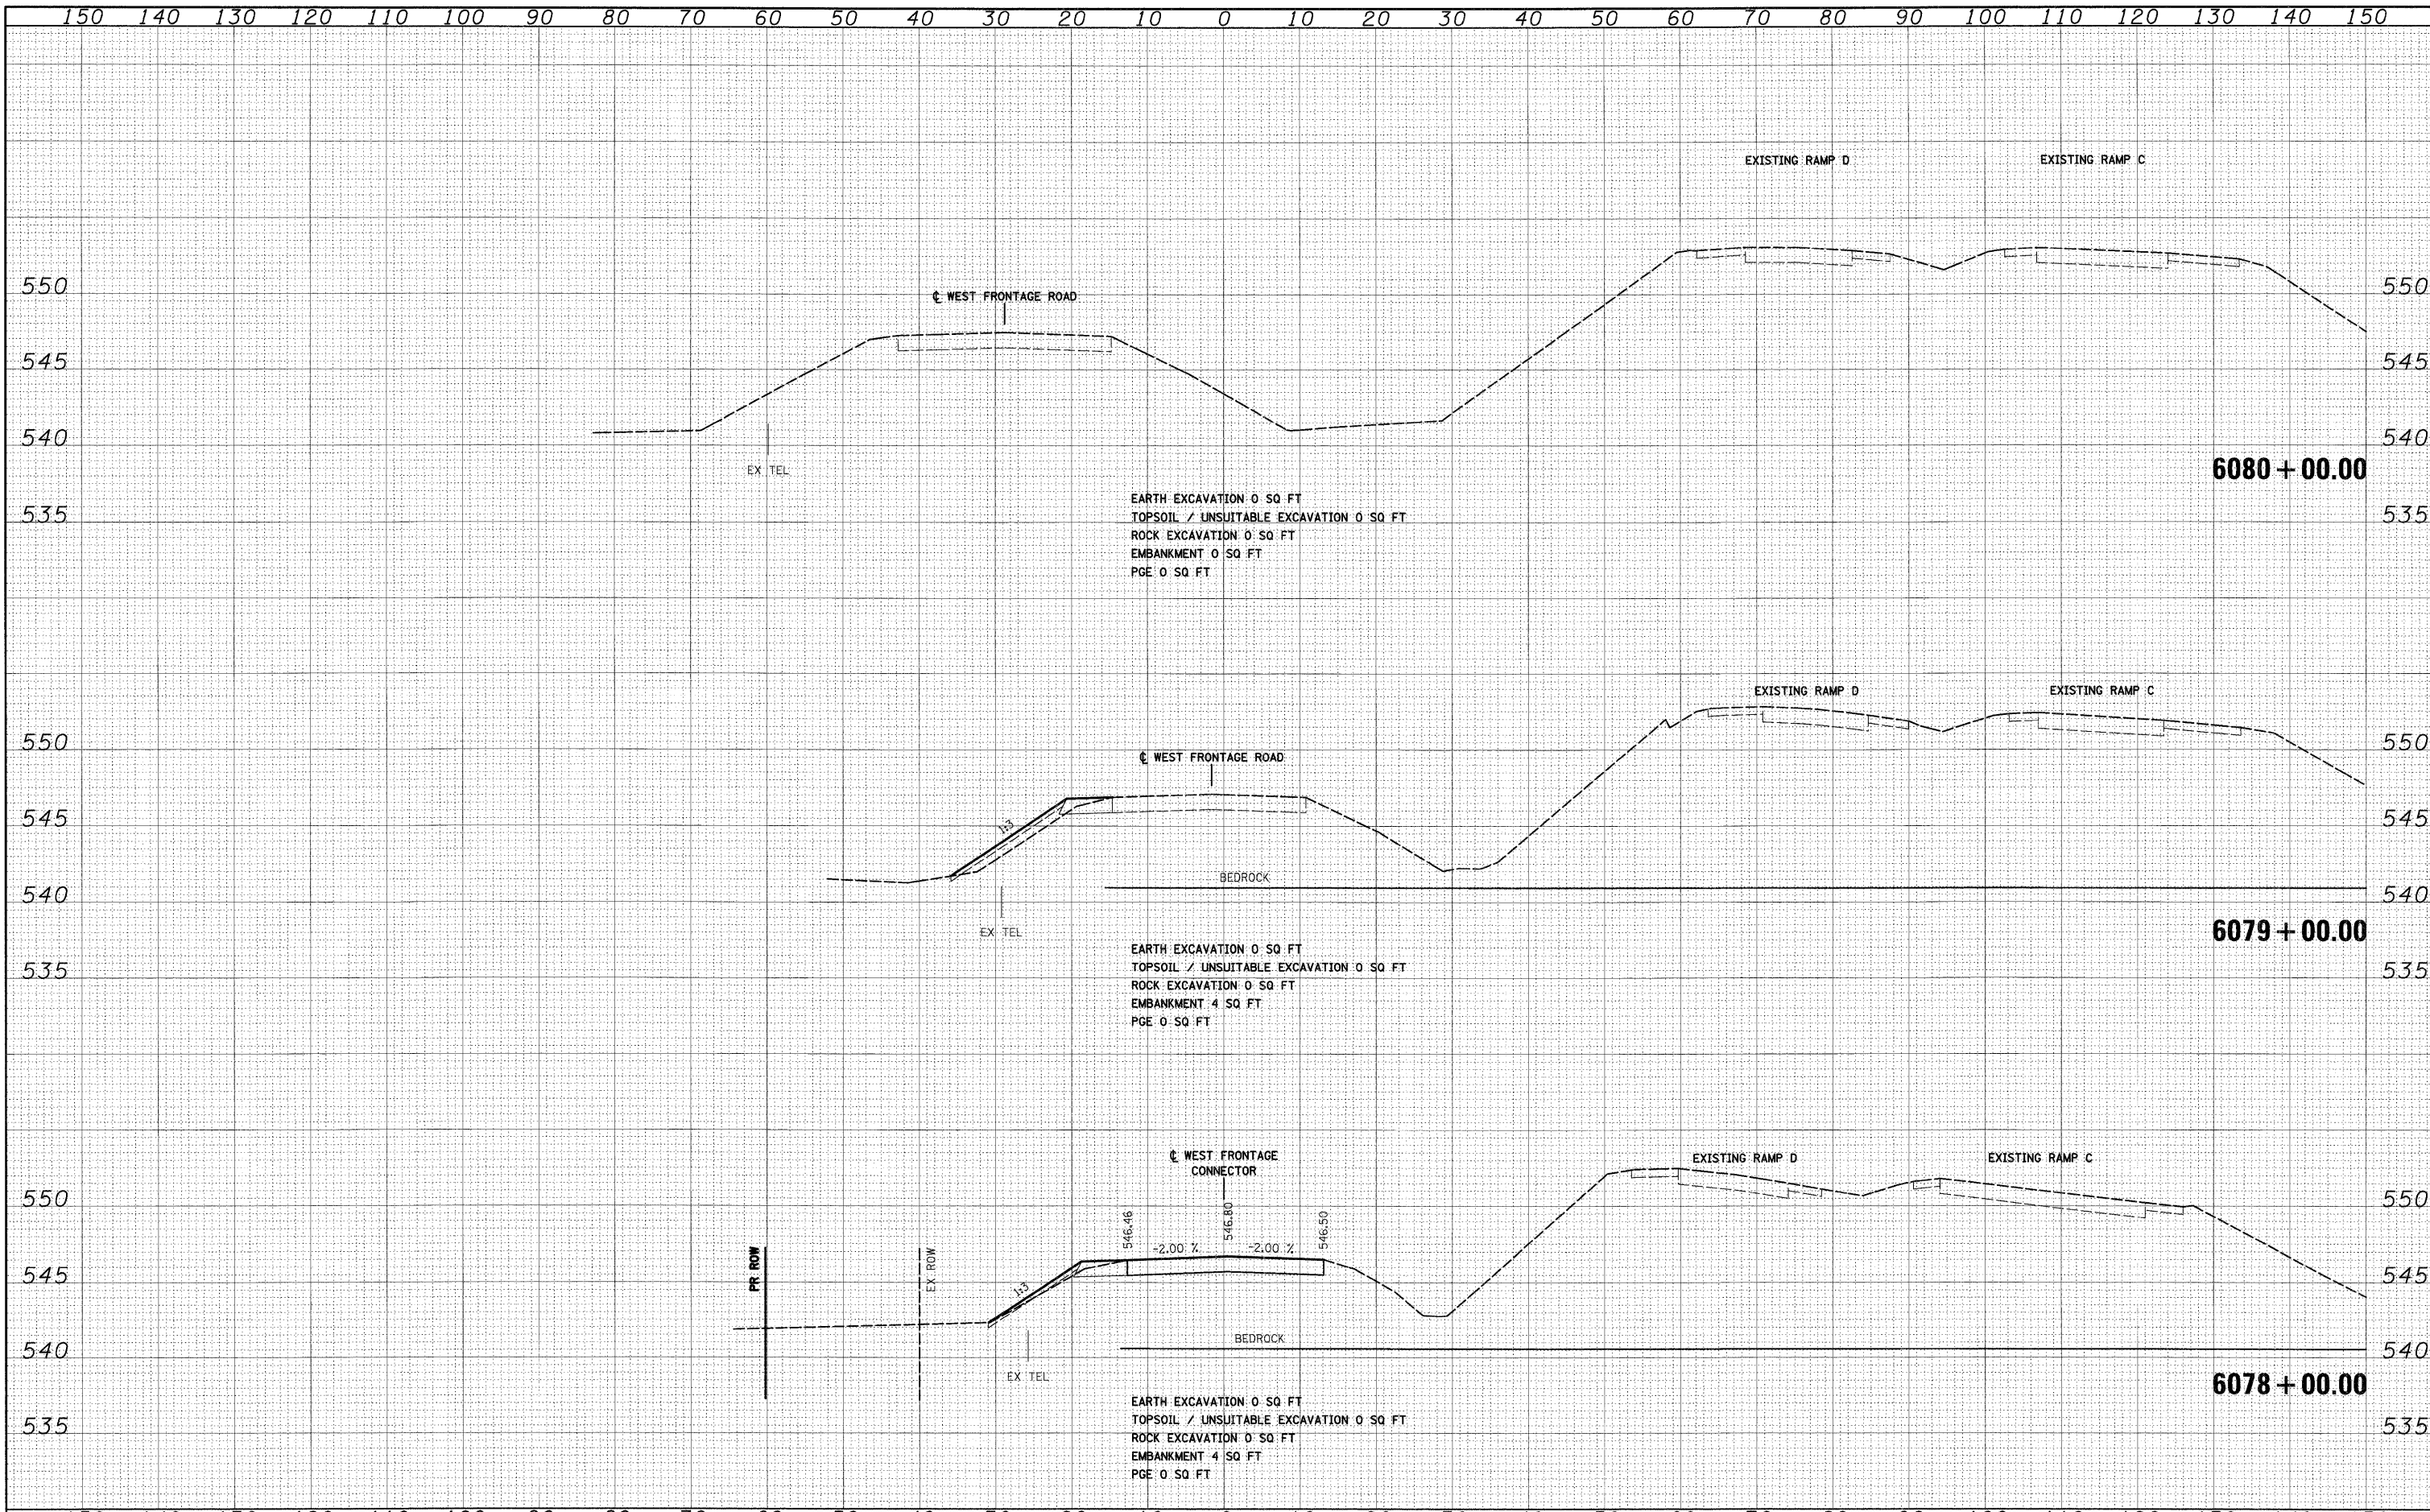 150 140 130 120 110 100 90 80 70 60 50 40 30 20 10 0 10 20 30 40 50 60 70 80 90 100 110 120 130 140 150
EXISTING RAMP D EXISTING RAMP C
550 550
℄ WEST FRONTAGE ROAD
545 545
540 540
EX TEL
6080+00.00
EARTH EXCAVATION 0 SQ FT
TOPSOIL / UNSUITABLE EXCAVATION 0 SQ FT
535 535
ROCK EXCAVATION 0 SQ FT
EMBANKMENT 0 SQ FT
PGE 0 SQ FT
EXISTING RAMP D EXISTING RAMP C
550 550
℄ WEST FRONTAGE ROAD
545 545
1:3
BEDROCK
540 540
EX TEL
6079+00.00
EARTH EXCAVATION 0 SQ FT
TOPSOIL / UNSUITABLE EXCAVATION 0 SQ FT
535 535
ROCK EXCAVATION 0 SQ FT
EMBANKMENT 4 SQ FT
PGE 0 SQ FT
℄ WEST FRONTAGE
CONNECTOR
EXISTING RAMP D EXISTING RAMP C
550 550
546.46 546.80 546.50
-2.00 % -2.00 %
PR ROW
EX ROW
545 545
1:3
BEDROCK
540 540
EX TEL
6078+00.00
EARTH EXCAVATION 0 SQ FT
TOPSOIL / UNSUITABLE EXCAVATION 0 SQ FT
535 535
ROCK EXCAVATION 0 SQ FT
EMBANKMENT 4 SQ FT
PGE 0 SQ FT